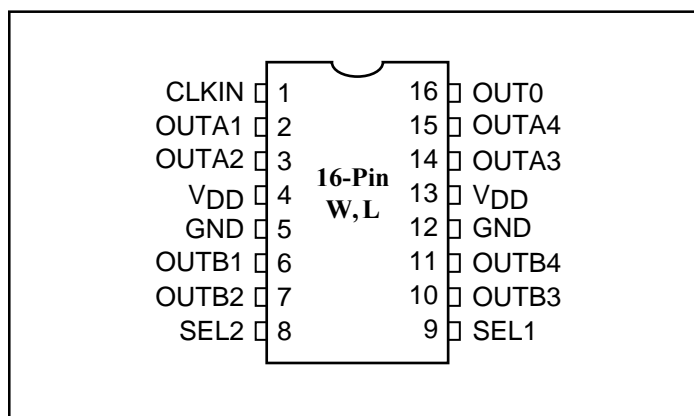 CLKIN 1 16 OUT0
OUTA1 2 15 OUTA4
OUTA2 3 14 OUTA3
16-Pin
VDD 4 13 VDD
W, L
GND 5 12 GND
OUTB1 6 11 OUTB4
OUTB2 7 10 OUTB3
SEL2 8 9 SEL1